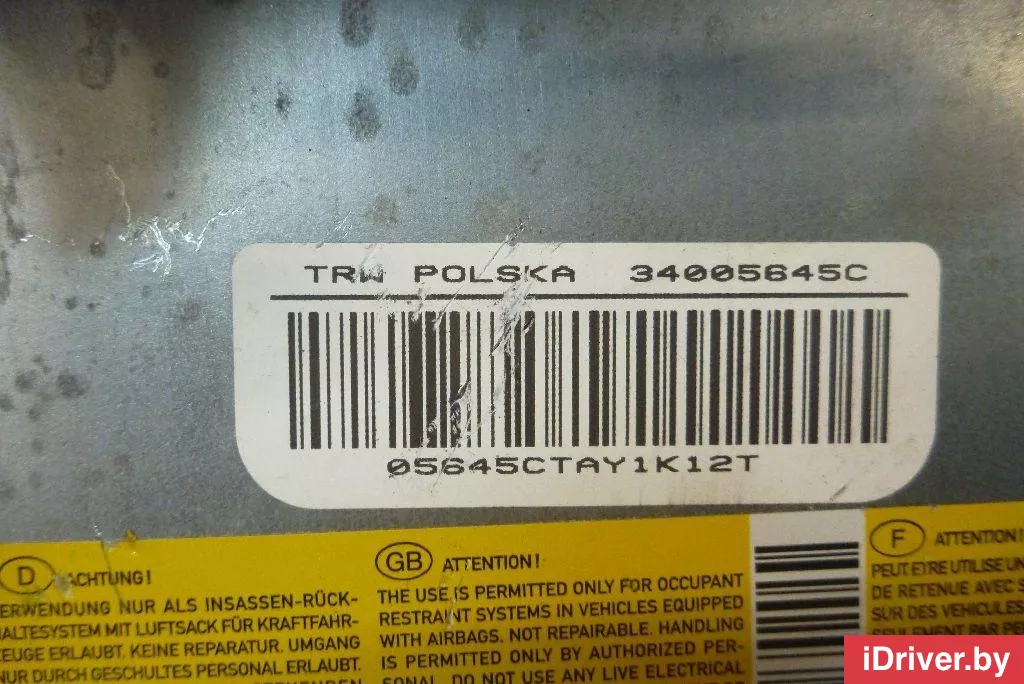 TRW POLSKA 34005645C
05645CTAY1K12T
D ACHTUNG!
NUR ALS INSASSEN-RÜCK-
MIT LUFTSACK FÜR KRAFTFAHR-
ERLAUBT. KEINE REPARATUR. UMGANG
NUR DURCH GESCHULTES PERSONAL ERLAUBT.
GB ATTENTION!
THE USE IS PERMITTED ONLY FOR OCCUPANT
RESTRAINT SYSTEMS IN VEHICLES EQUIPPED
WITH AIRBAGS. NOT REPAIRABLE. HANDLING
IS PERMITTED ONLY BY AUTHORIZED PER-
SONAL. DO NOT USE ANY LIVE ELECTRICAL
F ATTENTION!
PEUT ETRE UTILISE UN
DE RETENUE AVEC S
SUR DES VEHICULES
SEULEMENT PAR PE
iDriver.by